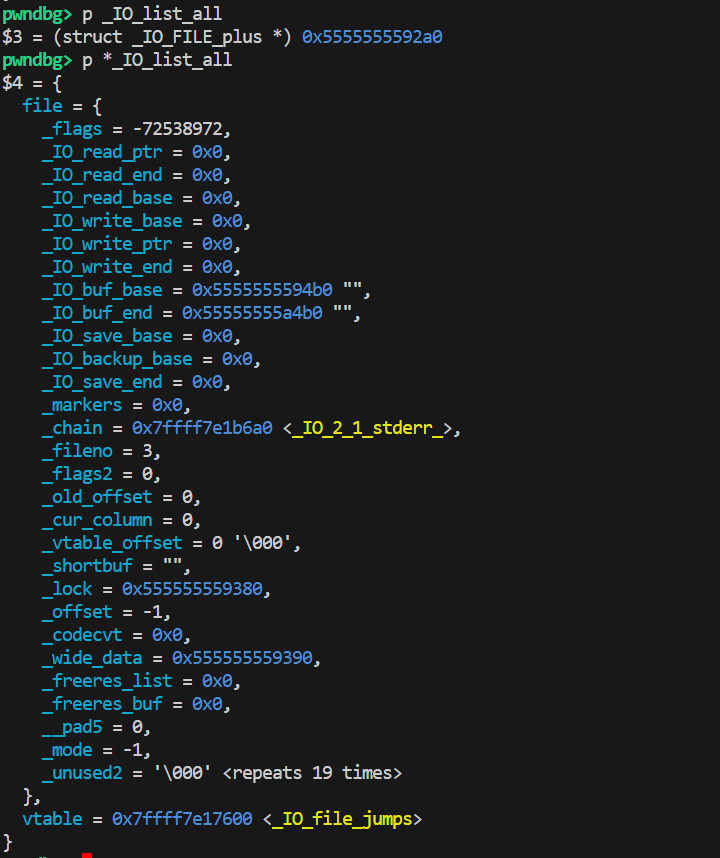 pwndbg> p _IO_list_all
$3 = (struct _IO_FILE_plus *) 0x5555555592a0
pwndbg> p *_IO_list_all
$4 = {
  file = {
    _flags = -72538972,
    _IO_read_ptr = 0x0,
    _IO_read_end = 0x0,
    _IO_read_base = 0x0,
    _IO_write_base = 0x0,
    _IO_write_ptr = 0x0,
    _IO_write_end = 0x0,
    _IO_buf_base = 0x5555555594b0 "",
    _IO_buf_end = 0x55555555a4b0 "",
    _IO_save_base = 0x0,
    _IO_backup_base = 0x0,
    _IO_save_end = 0x0,
    _markers = 0x0,
    _chain = 0x7ffff7e1b6a0 <_IO_2_1_stderr_>,
    _fileno = 3,
    _flags2 = 0,
    _old_offset = 0,
    _cur_column = 0,
    _vtable_offset = 0 '\000',
    _shortbuf = "",
    _lock = 0x555555559380,
    _offset = -1,
    _codecvt = 0x0,
    _wide_data = 0x555555559390,
    _freeres_list = 0x0,
    _freeres_buf = 0x0,
    __pad5 = 0,
    _mode = -1,
    _unused2 = '\000' <repeats 19 times>
  },
  vtable = 0x7ffff7e17600 <_IO_file_jumps>
}